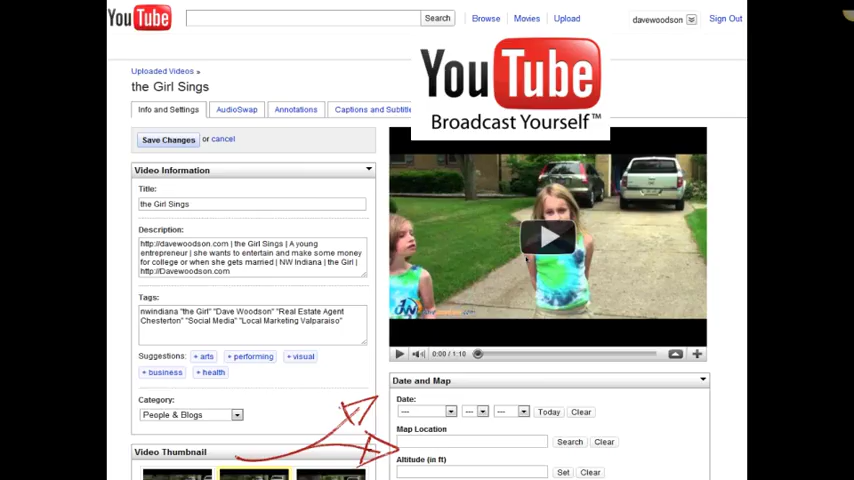 YouTube
Search
Browse
Movies
Upload
davewoodson
Sign Out
Uploaded Videos »
the Girl Sings
You Tube
Broadcast Yourself™
Info and Settings
AudioSwap
Annotations
Captions and Subtitle
Save Changes or cancel
Video Information
Title:
the Girl Sings
Description:
http://davewoodson.com | the Girl Sings | A young
entrepreneur | she wants to entertain and make some money
for college or when she gets married | NW Indiana | the Girl |
http://Davewoodson.com
Tags:
nwindiana "the Girl" "Dave Woodson" "Real Estate Agent
Chesterton" "Social Media" "Local Marketing Valparaiso"
Suggestions: + arts + performing + visual
+ business + health
Category:
People & Blogs
Video Thumbnail
0:00 / 1:10
Date and Map
Date:
--- --- --- Today Clear
Map Location
Search Clear
Altitude (in ft)
Set Clear